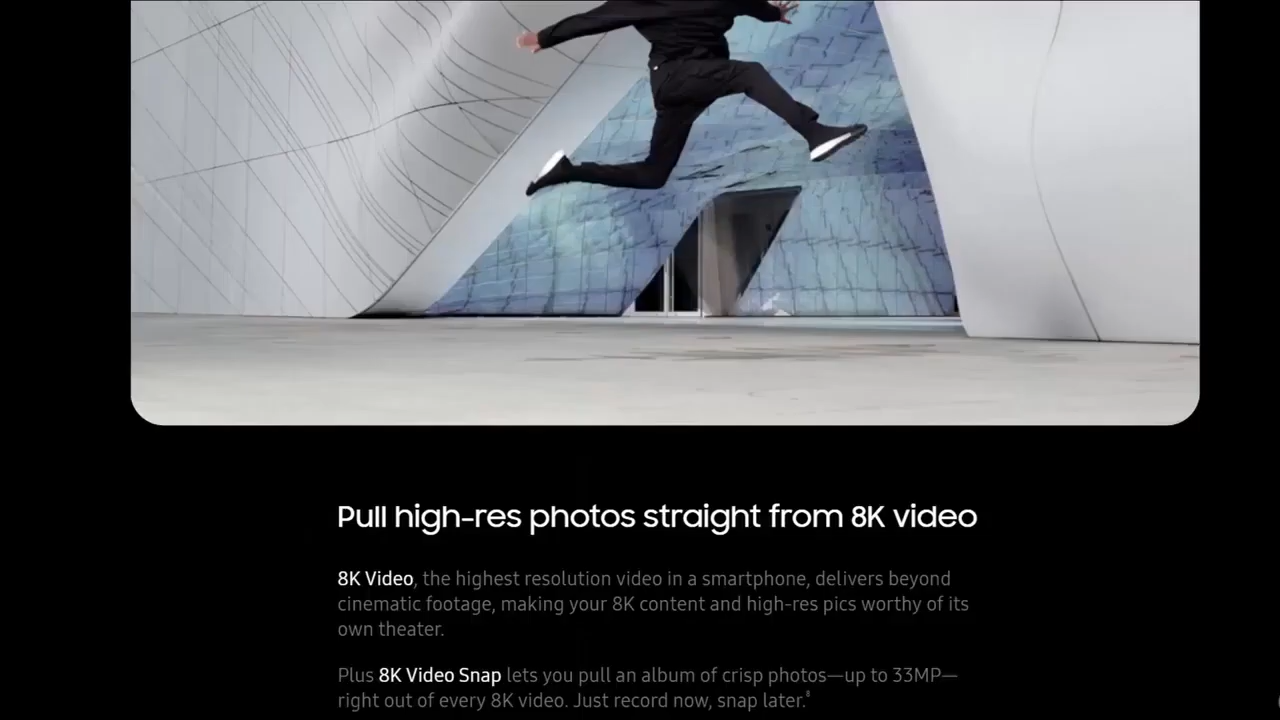 Pull high-res photos straight from 8K video
8K Video, the highest resolution video in a smartphone, delivers beyond
cinematic footage, making your 8K content and high-res pics worthy of its
own theater.
Plus 8K Video Snap lets you pull an album of crisp photos—up to 33MP—
right out of every 8K video. Just record now, snap later.